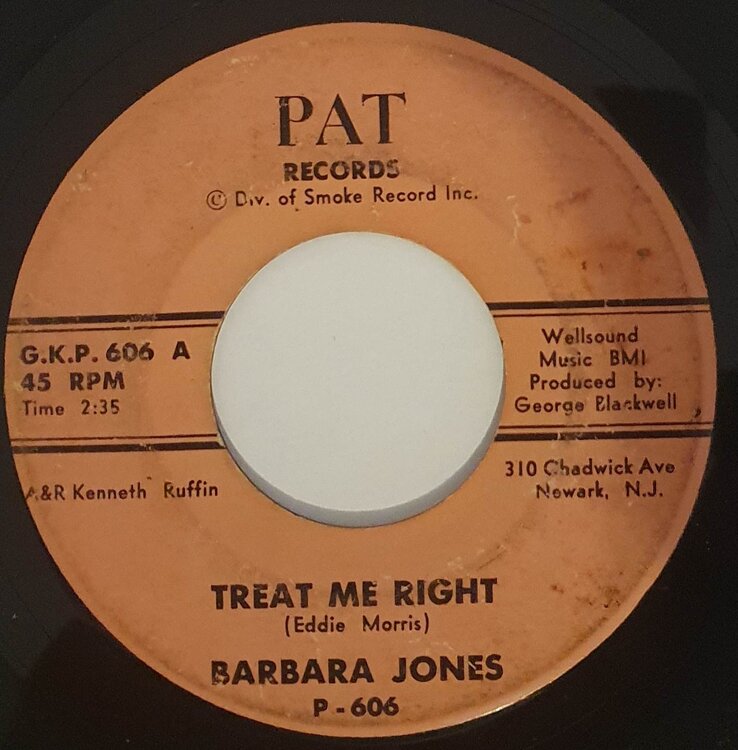 PAT
RECORDS
© Div. of Smoke Record Inc.
G.K.P. 606 A
45 RPM
Time 2:35
Wellsound
Music BMI
Produced by:
George Blackwell
A&R Kenneth Ruffin
310 Chadwick Ave
Newark, N.J.
TREAT ME RIGHT
(Eddie Morris)
BARBARA JONES
P-606